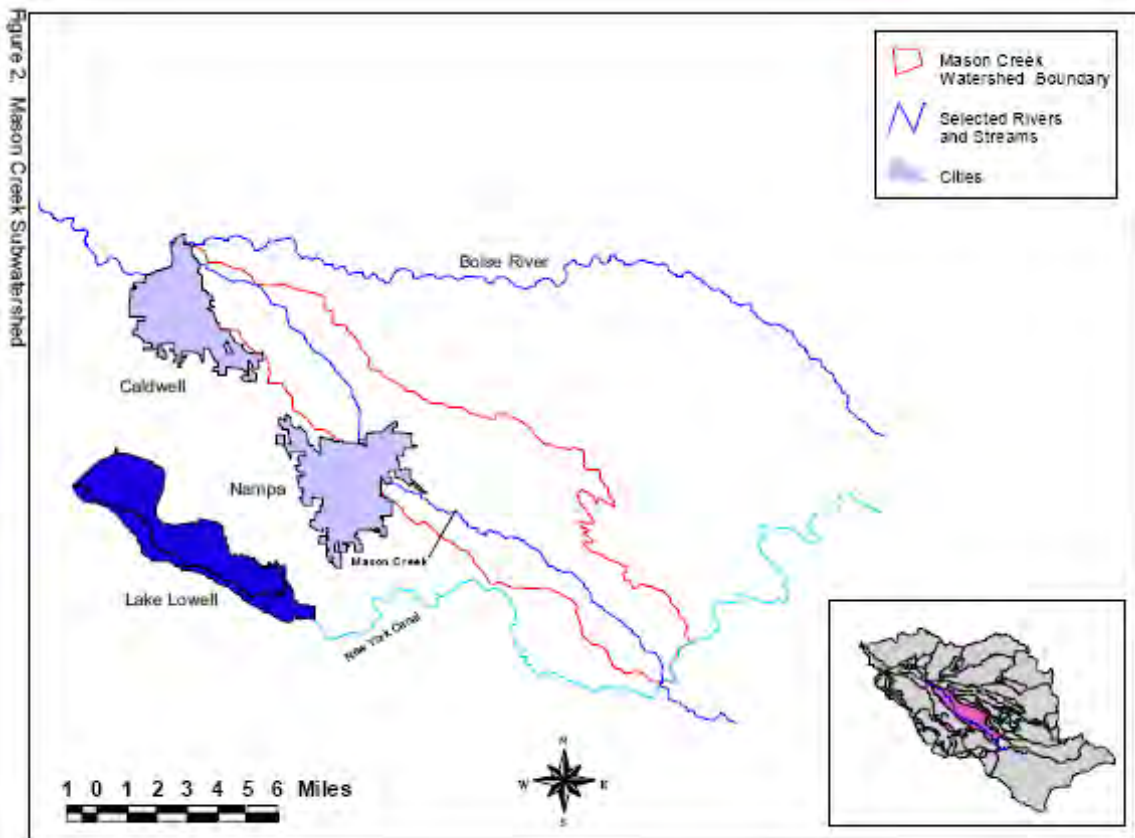 Figure 2. Mason Creek Subwatershed
Mason Creek
Watershed Boundary
Selected Rivers
and Streams
Cities
Boise River
Caldwell
Nampa
Mason Creek
Lake Lowell
New York Canal
N
W E
S
1 0 1 2 3 4 5 6 Miles